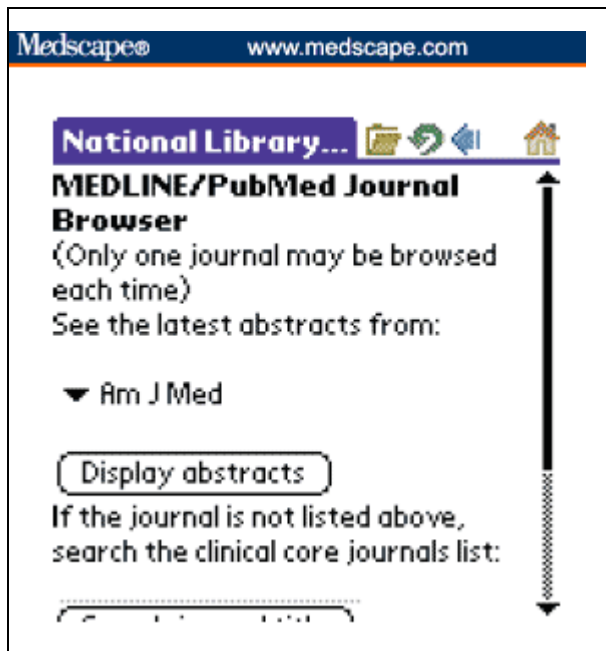 Medscape® www.medscape.com
National Library...
MEDLINE/PubMed Journal
Browser
(Only one journal may be browsed
each time)
See the latest abstracts from:
Am J Med
Display abstracts
If the journal is not listed above,
search the clinical core journals list: